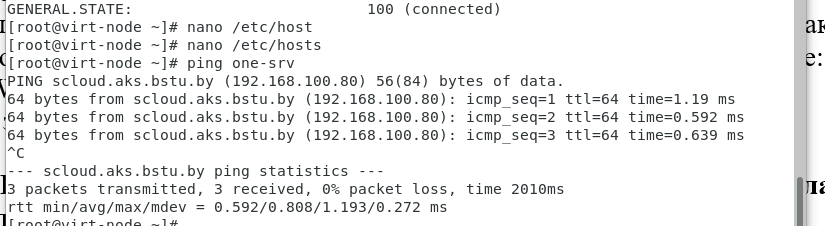 GENERAL.STATE:                          100 (connected)
[root@virt-node ~]# nano /etc/host
[root@virt-node ~]# nano /etc/hosts
[root@virt-node ~]# ping one-srv
PING scloud.aks.bstu.by (192.168.100.80) 56(84) bytes of data.
64 bytes from scloud.aks.bstu.by (192.168.100.80): icmp_seq=1 ttl=64 time=1.19 ms
64 bytes from scloud.aks.bstu.by (192.168.100.80): icmp_seq=2 ttl=64 time=0.592 ms
64 bytes from scloud.aks.bstu.by (192.168.100.80): icmp_seq=3 ttl=64 time=0.639 ms
^C
--- scloud.aks.bstu.by ping statistics ---
3 packets transmitted, 3 received, 0% packet loss, time 2010ms
rtt min/avg/max/mdev = 0.592/0.808/1.193/0.272 ms
[root@virt-node ~]#